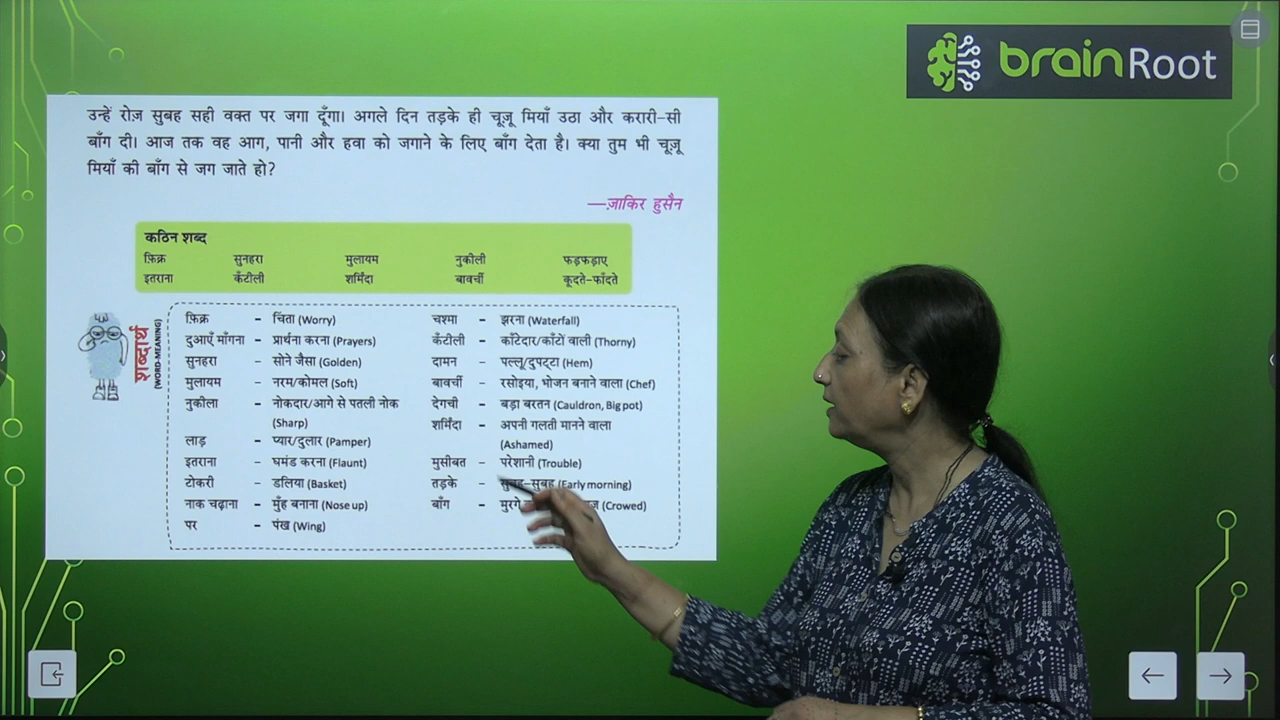 brainRoot
उन्हें रोज़ सुबह सही वक्त पर जगा दूँगा। अगले दिन तड़के ही चूज़ू मियाँ उठा और करारी-सी
बाँग दी। आज तक वह आग, पानी और हवा को जगाने के लिए बाँग देता है। क्या तुम भी चूज़ू
मियाँ की बाँग से जग जाते हो?
—ज़ाकिर हुसैन
कठिन शब्द
फ़िक्र सुनहरा मुलायम नुकीली फड़फड़ाए
इतराना कँटीली शर्मिंदा बावर्ची कूदते-फाँदते
शब्दार्थ
(WORD-MEANING)
फ़िक्र - चिंता (Worry)
दुआएँ माँगना - प्रार्थना करना (Prayers)
सुनहरा - सोने जैसा (Golden)
मुलायम - नरम/कोमल (Soft)
नुकीला - नोकदार/आगे से पतली नोक
(Sharp)
लाड़ - प्यार/दुलार (Pamper)
इतराना - घमंड करना (Flaunt)
टोकरी - डलिया (Basket)
नाक चढ़ाना - मुँह बनाना (Nose up)
पर - पंख (Wing)
चश्मा - झरना (Waterfall)
कँटीली - काँटेदार/काँटों वाली (Thorny)
दामन - पल्लू/दुपट्टा (Hem)
बावर्ची - रसोइया, भोजन बनाने वाला (Chef)
देगची - बड़ा बरतन (Cauldron, Big pot)
शर्मिंदा - अपनी गलती मानने वाला
(Ashamed)
मुसीबत - परेशानी (Trouble)
तड़के - सुबह-सुबह (Early morning)
बाँग - मुरगे (Crowed)